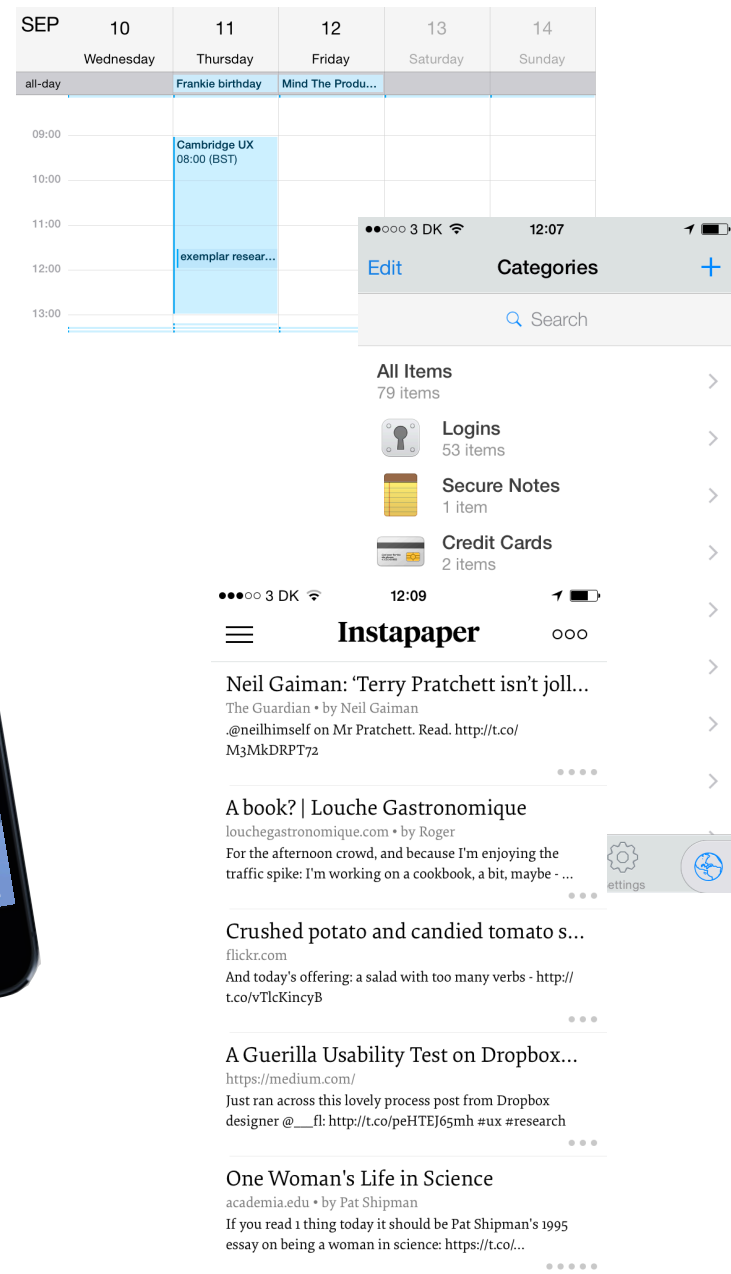 SEP 10 11 12 13 14
Wednesday Thursday Friday Saturday Sunday
all-day Frankie birthday Mind The Produ...
09:00
Cambridge UX
08:00 (BST)
10:00
11:00
exemplar resear...
12:00
13:00
3 DK 12:07
Edit Categories +
Search
All Items
79 items
Logins
53 items
Secure Notes
1 item
Credit Cards
2 items
ettings
3 DK 12:09
Instapaper
Neil Gaiman: ‘Terry Pratchett isn’t joll...
The Guardian • by Neil Gaiman
.@neilhimself on Mr Pratchett. Read. http://t.co/
M3MkDRPT72
A book? | Louche Gastronomique
louchegastronomique.com • by Roger
For the afternoon crowd, and because I'm enjoying the
traffic spike: I'm working on a cookbook, a bit, maybe - ...
Crushed potato and candied tomato s...
flickr.com
And today's offering: a salad with too many verbs - http://
t.co/vTlcKincyB
A Guerilla Usability Test on Dropbox...
https://medium.com/
Just ran across this lovely process post from Dropbox
designer @___fl: http://t.co/peHTEJ65mh #ux #research
One Woman's Life in Science
academia.edu • by Pat Shipman
If you read 1 thing today it should be Pat Shipman's 1995
essay on being a woman in science: https://t.co/...